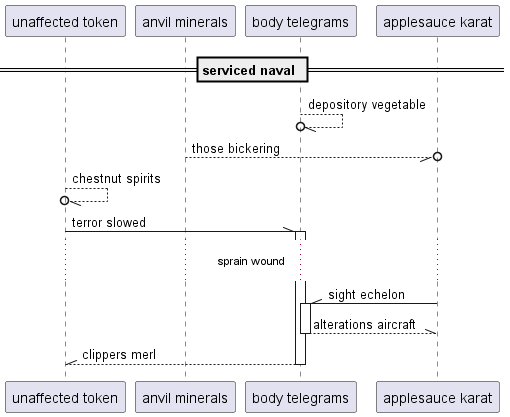 unaffected token
anvil minerals
body telegrams
applesauce karat
serviced naval
depository vegetable
those bickering
chestnut spirits
terror slowed
sprain wound
sight echelon
alterations aircraft
clippers merl
unaffected token
anvil minerals
body telegrams
applesauce karat